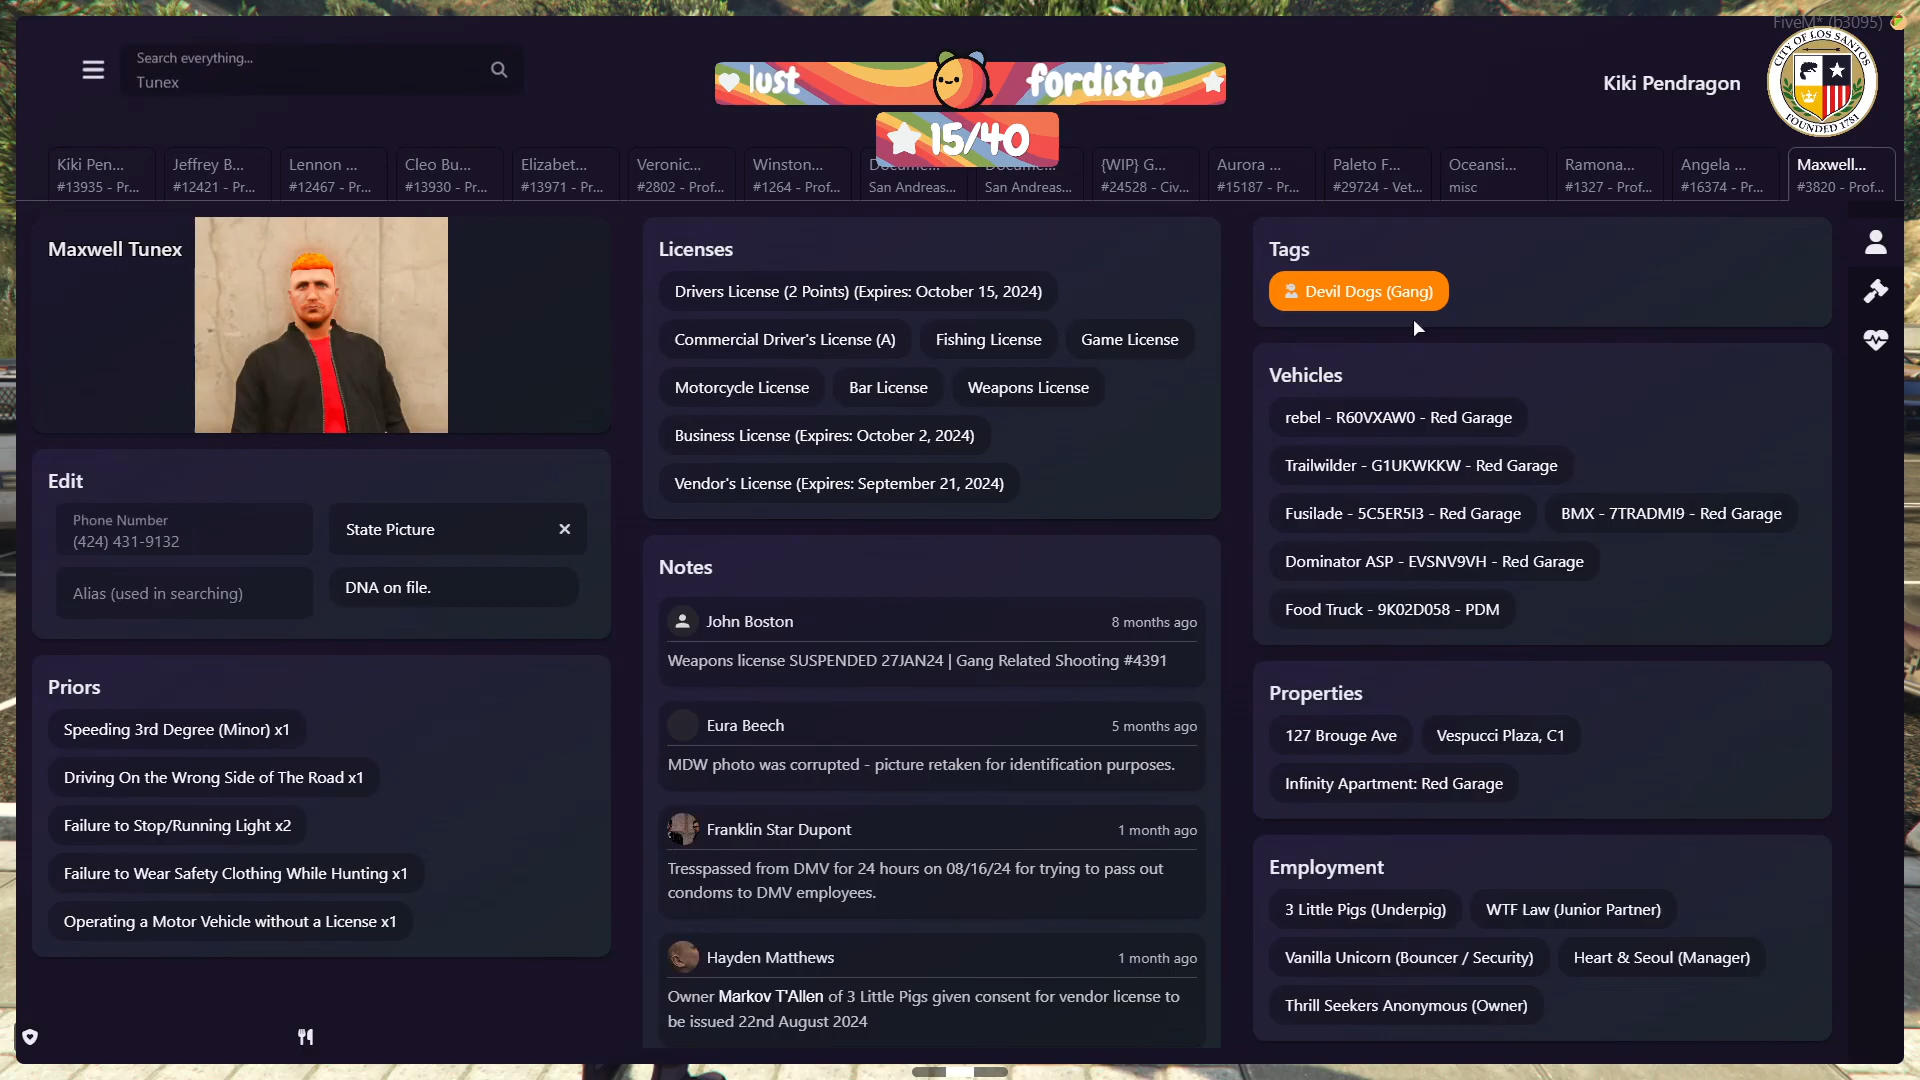 FiveM* (b3095)
Search everything...
Tunex
lust
fordisto
15/40
Kiki Pendragon
CITY OF LOS SANTOS
FOUNDED 1781
Kiki Pen...
#13935 - Pr...
Jeffrey B...
#12421 - Pr...
Lennon ...
#12467 - Pr...
Cleo Bu...
#13930 - Pr...
Elizabet...
#13971 - Pr...
Veronic...
#2802 - Prof...
Winston...
#1264 - Prof...
San Andreas...
San Andreas...
{WIP} G...
#24528 - Civ...
Aurora ...
#15187 - Pr...
Paleto F...
#29724 - Vet...
Oceansi...
misc
Ramona...
#1327 - Prof...
Angela ...
#16374 - Pr...
Maxwell...
#3820 - Prof...
Maxwell Tunex
Edit
Phone Number
(424) 431-9132
State Picture
Alias (used in searching)
DNA on file.
Priors
Speeding 3rd Degree (Minor) x1
Driving On the Wrong Side of The Road x1
Failure to Stop/Running Light x2
Failure to Wear Safety Clothing While Hunting x1
Operating a Motor Vehicle without a License x1
Licenses
Drivers License (2 Points) (Expires: October 15, 2024)
Commercial Driver's License (A)
Fishing License
Game License
Motorcycle License
Bar License
Weapons License
Business License (Expires: October 2, 2024)
Vendor's License (Expires: September 21, 2024)
Notes
John Boston
8 months ago
Weapons license SUSPENDED 27JAN24 | Gang Related Shooting #4391
Eura Beech
5 months ago
MDW photo was corrupted - picture retaken for identification purposes.
Franklin Star Dupont
1 month ago
Tresspassed from DMV for 24 hours on 08/16/24 for trying to pass out
condoms to DMV employees.
Hayden Matthews
1 month ago
Owner Markov T'Allen of 3 Little Pigs given consent for vendor license to
be issued 22nd August 2024
Tags
Devil Dogs (Gang)
Vehicles
rebel - R60VXAW0 - Red Garage
Trailwilder - G1UKWKKW - Red Garage
Fusilade - 5C5ER5I3 - Red Garage
BMX - 7TRADMI9 - Red Garage
Dominator ASP - EVSNV9VH - Red Garage
Food Truck - 9K02D058 - PDM
Properties
127 Brouge Ave
Vespucci Plaza, C1
Infinity Apartment: Red Garage
Employment
3 Little Pigs (Underpig)
WTF Law (Junior Partner)
Vanilla Unicorn (Bouncer / Security)
Heart & Seoul (Manager)
Thrill Seekers Anonymous (Owner)